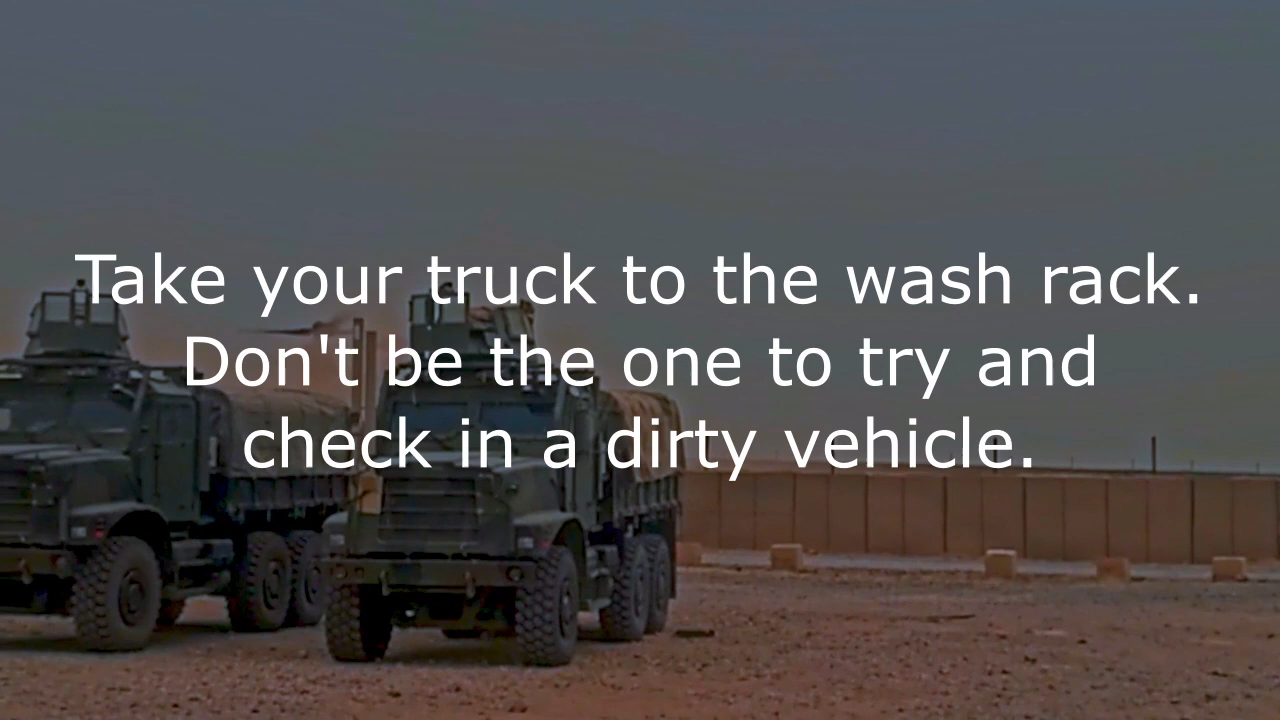 Take your truck to the wash rack.
Don't be the one to try and
check in a dirty vehicle.